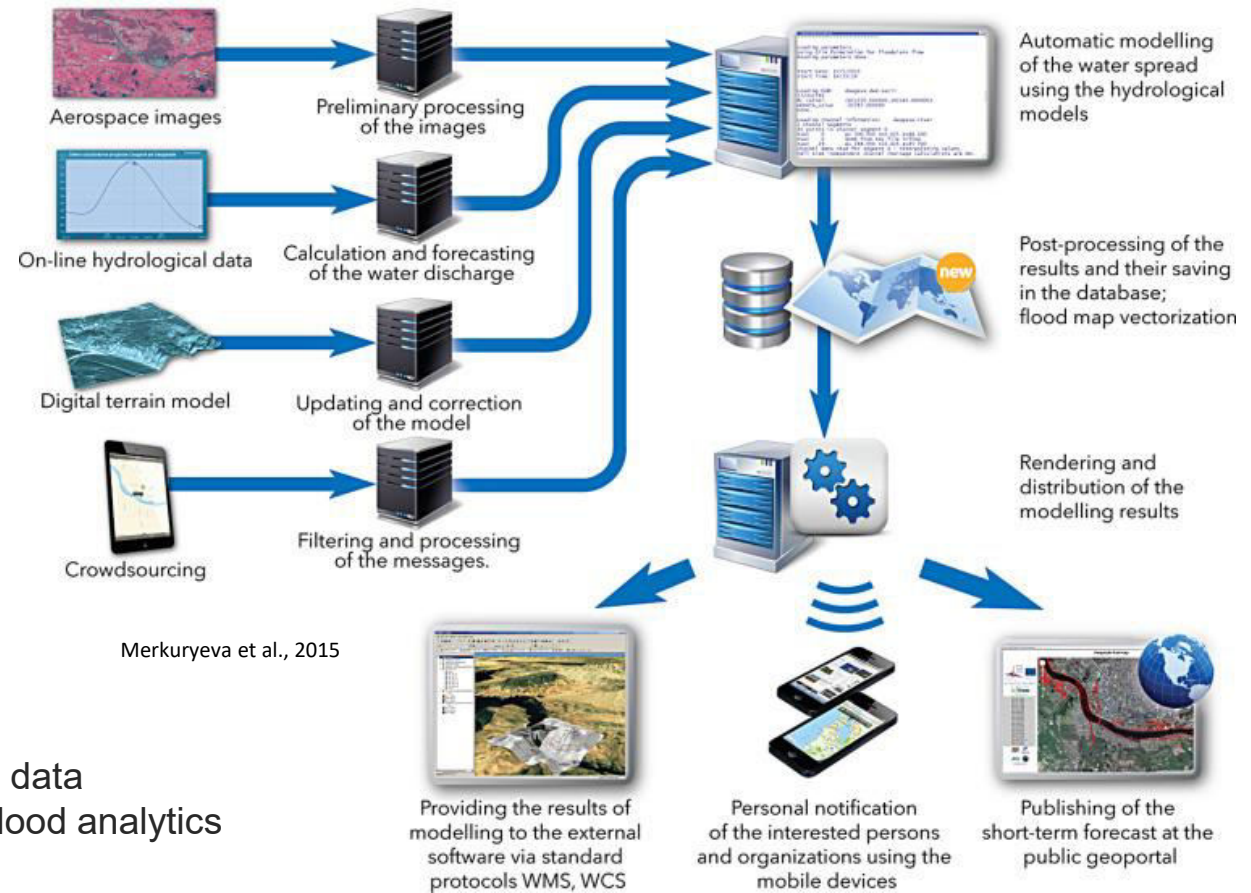 Aerospace images
Preliminary processing
of the images
Automatic modelling
of the water spread
using the hydrological
models
On-line hydrological data
Calculation and forecasting
of the water discharge
Post-processing of the
results and their saving
in the database;
flood map vectorization
new
Digital terrain model
Updating and correction
of the model
Crowdsourcing
Filtering and processing
of the messages.
Rendering and
distribution of the
modelling results
Merkuryeva et al., 2015
data
lood analytics
Providing the results of
modelling to the external
software via standard
protocols WMS, WCS
Personal notification
of the interested persons
and organizations using the
mobile devices
Publishing of the
short-term forecast at the
public geoportal